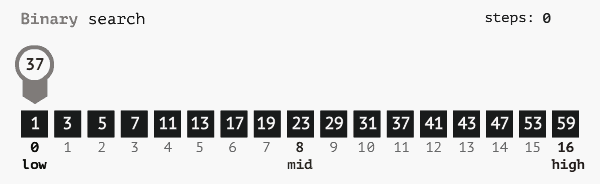 Binary search
steps: 0
37
1 3 5 7 11 13 17 19 23 29 31 37 41 43 47 53 59
0 1 2 3 4 5 6 7 8 9 10 11 12 13 14 15 16
low mid high